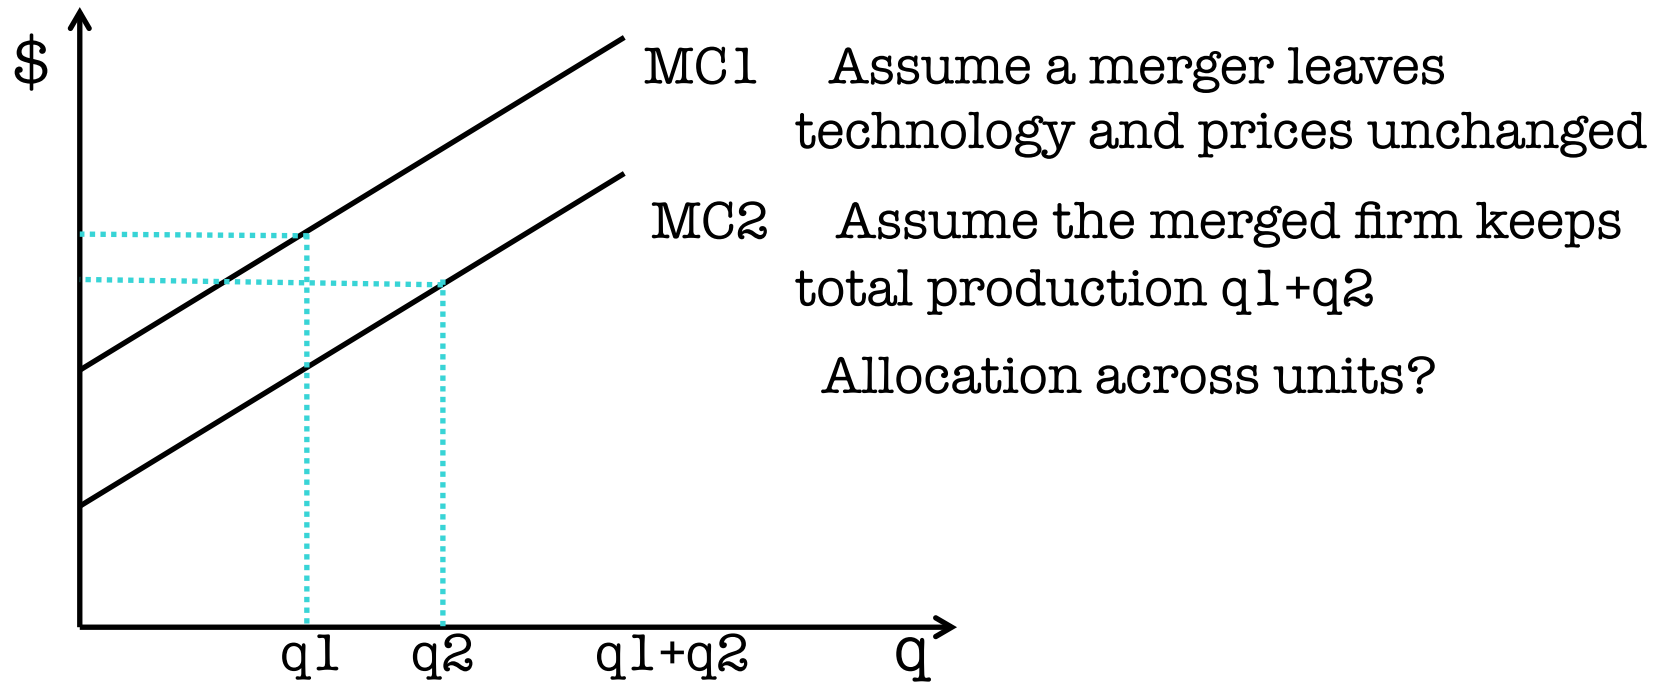 $
MC1
Assume a merger leaves
technology and prices unchanged
MC2
Assume the merged firm keeps
total production q1+q2
Allocation across units?
q1
q2
q1+q2
q